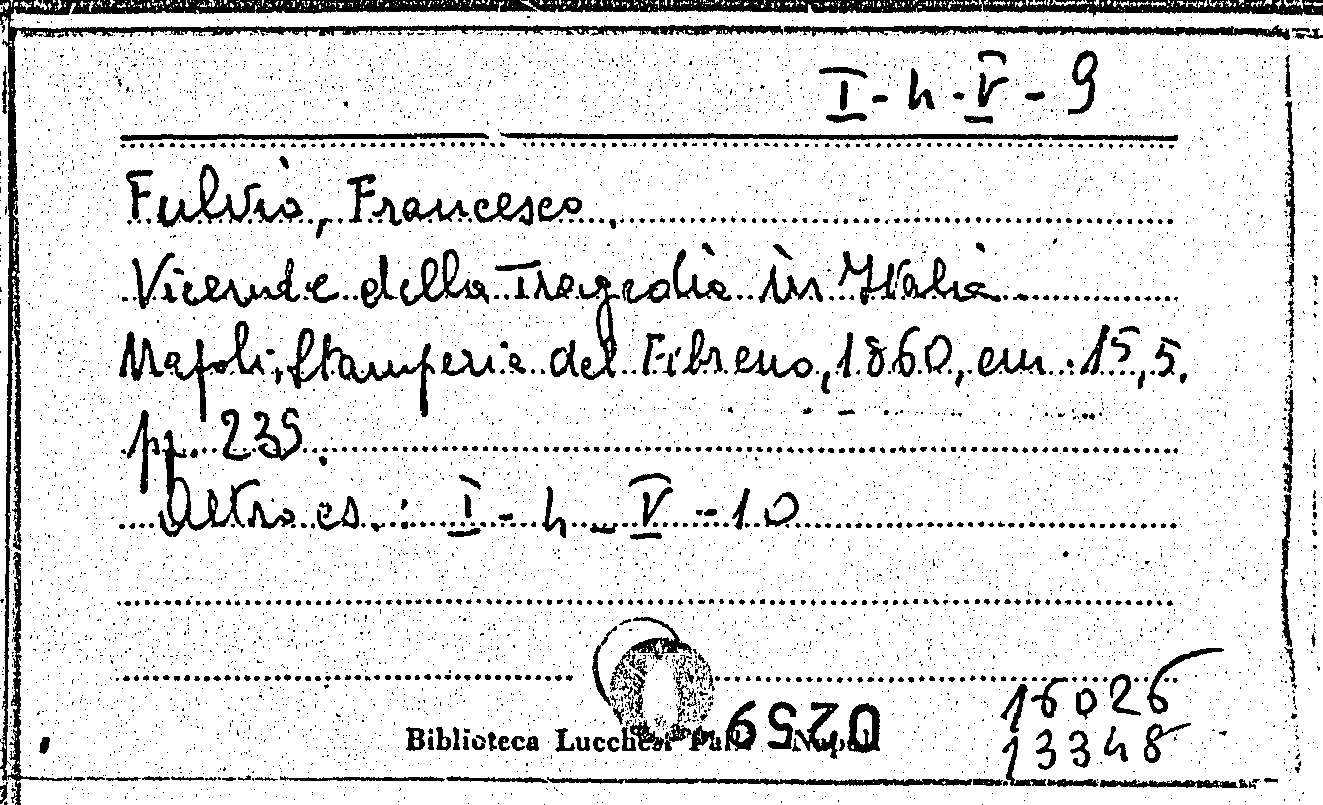 I-h-V-9
Fulvio, Francesco.
Vicende della Tragedia in Italia
Napoli, Stamperia del Fibreno, 1860, cm. 15,5.
pp. 239.
Altro es.: I-h-V-10
16026
0259
13348
Biblioteca Lucchesi Palli Napoli